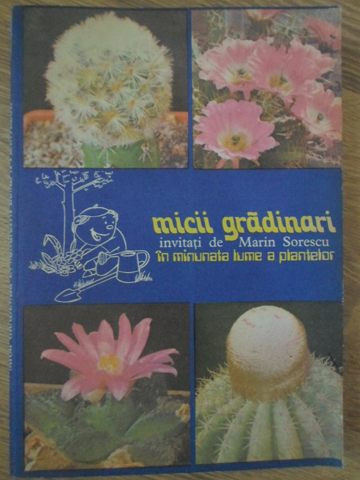 micii grădinari
invitați de Marin Sorescu
în minunata lume a plantelor